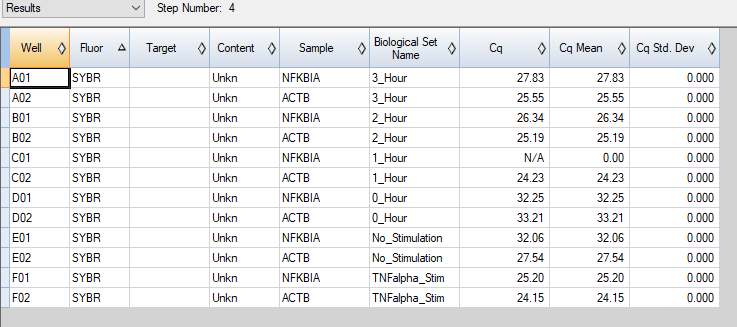 Results Step Number: 4
Well Fluor Target Content Sample Biological Set Name Cq Cq Mean Cq Std. Dev
A01 SYBR Unkn NFKBIA 3_Hour 27.83 27.83 0.000
A02 SYBR Unkn ACTB 3_Hour 25.55 25.55 0.000
B01 SYBR Unkn NFKBIA 2_Hour 26.34 26.34 0.000
B02 SYBR Unkn ACTB 2_Hour 25.19 25.19 0.000
C01 SYBR Unkn NFKBIA 1_Hour N/A 0.00 0.000
C02 SYBR Unkn ACTB 1_Hour 24.23 24.23 0.000
D01 SYBR Unkn NFKBIA 0_Hour 32.25 32.25 0.000
D02 SYBR Unkn ACTB 0_Hour 33.21 33.21 0.000
E01 SYBR Unkn NFKBIA No_Stimulation 32.06 32.06 0.000
E02 SYBR Unkn ACTB No_Stimulation 27.54 27.54 0.000
F01 SYBR Unkn NFKBIA TNFalpha_Stim 25.20 25.20 0.000
F02 SYBR Unkn ACTB TNFalpha_Stim 24.15 24.15 0.000